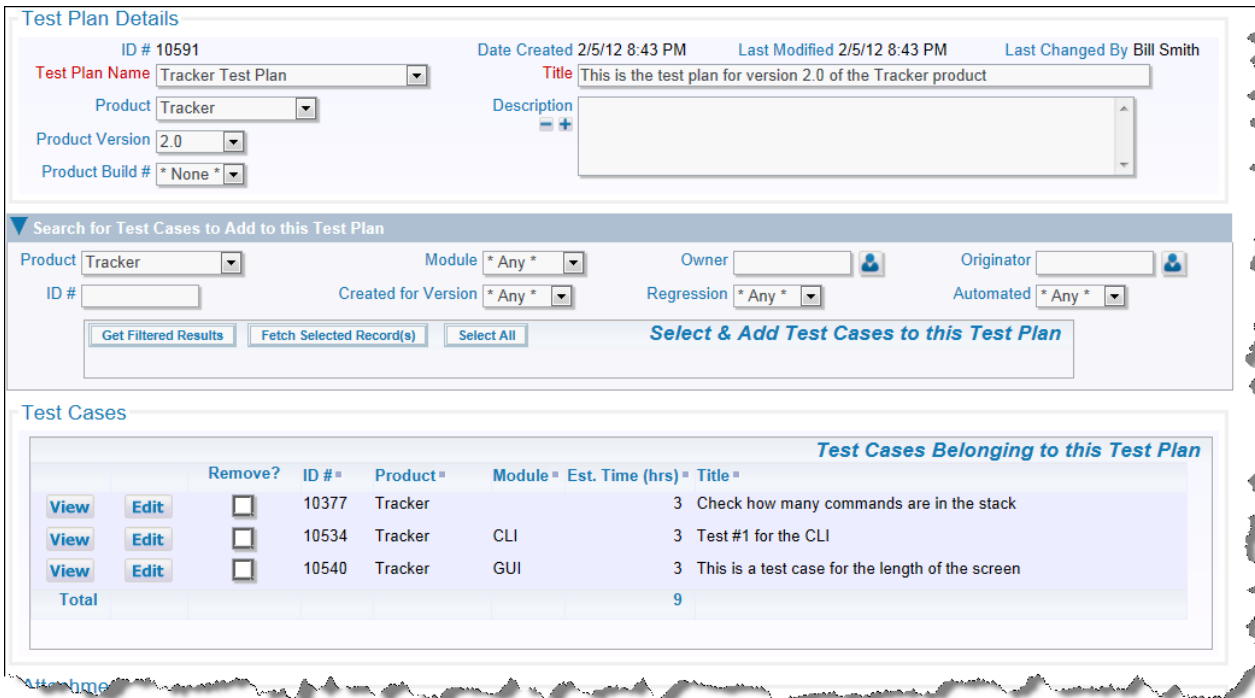 Test Plan Details
ID # 10591 Date Created 2/5/12 8:43 PM Last Modified 2/5/12 8:43 PM Last Changed By Bill Smith
Test Plan Name Tracker Test Plan Title This is the test plan for version 2.0 of the Tracker product
Product Tracker Description
Product Version 2.0
Product Build # * None *
Search for Test Cases to Add to this Test Plan
Product Tracker Module * Any * Owner Originator
ID # Created for Version * Any * Regression * Any * Automated * Any *
Get Filtered Results Fetch Selected Record(s) Select All Select & Add Test Cases to this Test Plan
Test Cases
Test Cases Belonging to this Test Plan
Remove? ID # Product Module Est. Time (hrs) Title
View Edit 10377 Tracker 3 Check how many commands are in the stack
View Edit 10534 Tracker CLI 3 Test #1 for the CLI
View Edit 10540 Tracker GUI 3 This is a test case for the length of the screen
Total 9